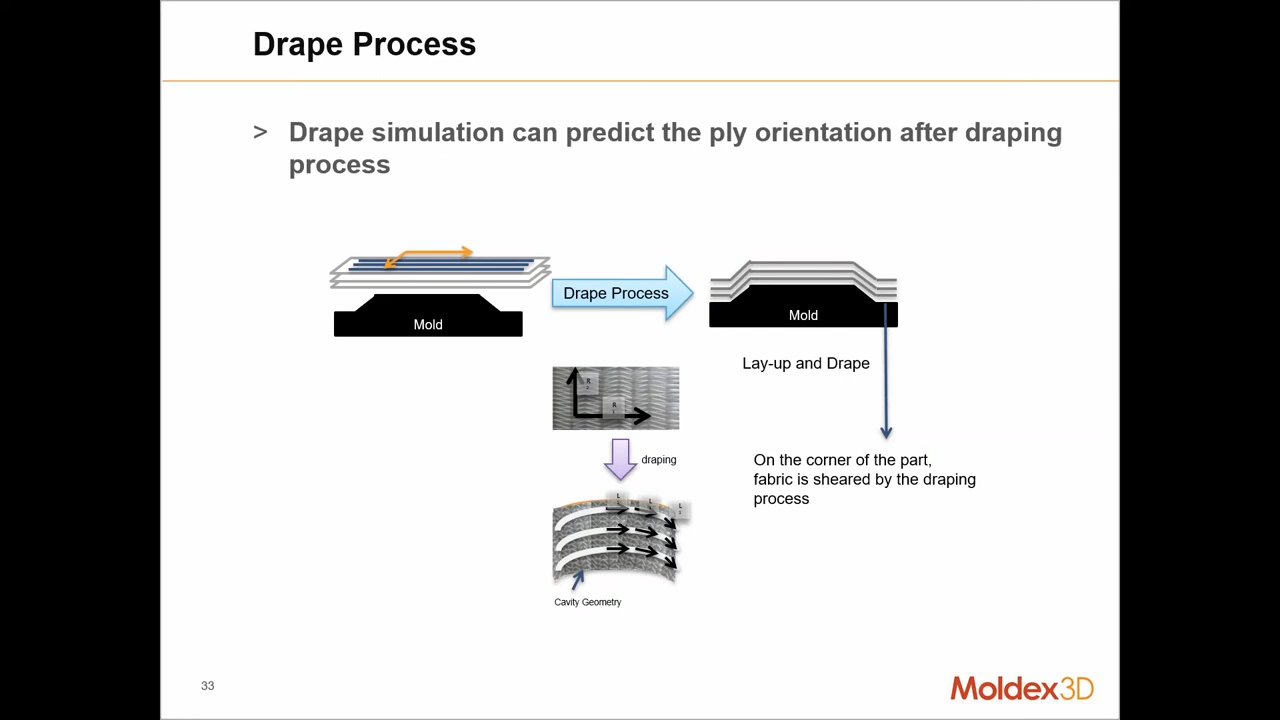 Drape Process
> Drape simulation can predict the ply orientation after draping
process
Drape Process
Mold
Mold
Lay-up and Drape
R
R
1
draping
On the corner of the part,
fabric is sheared by the draping
process
L
L
L
Cavity Geometry
33
Moldex3D